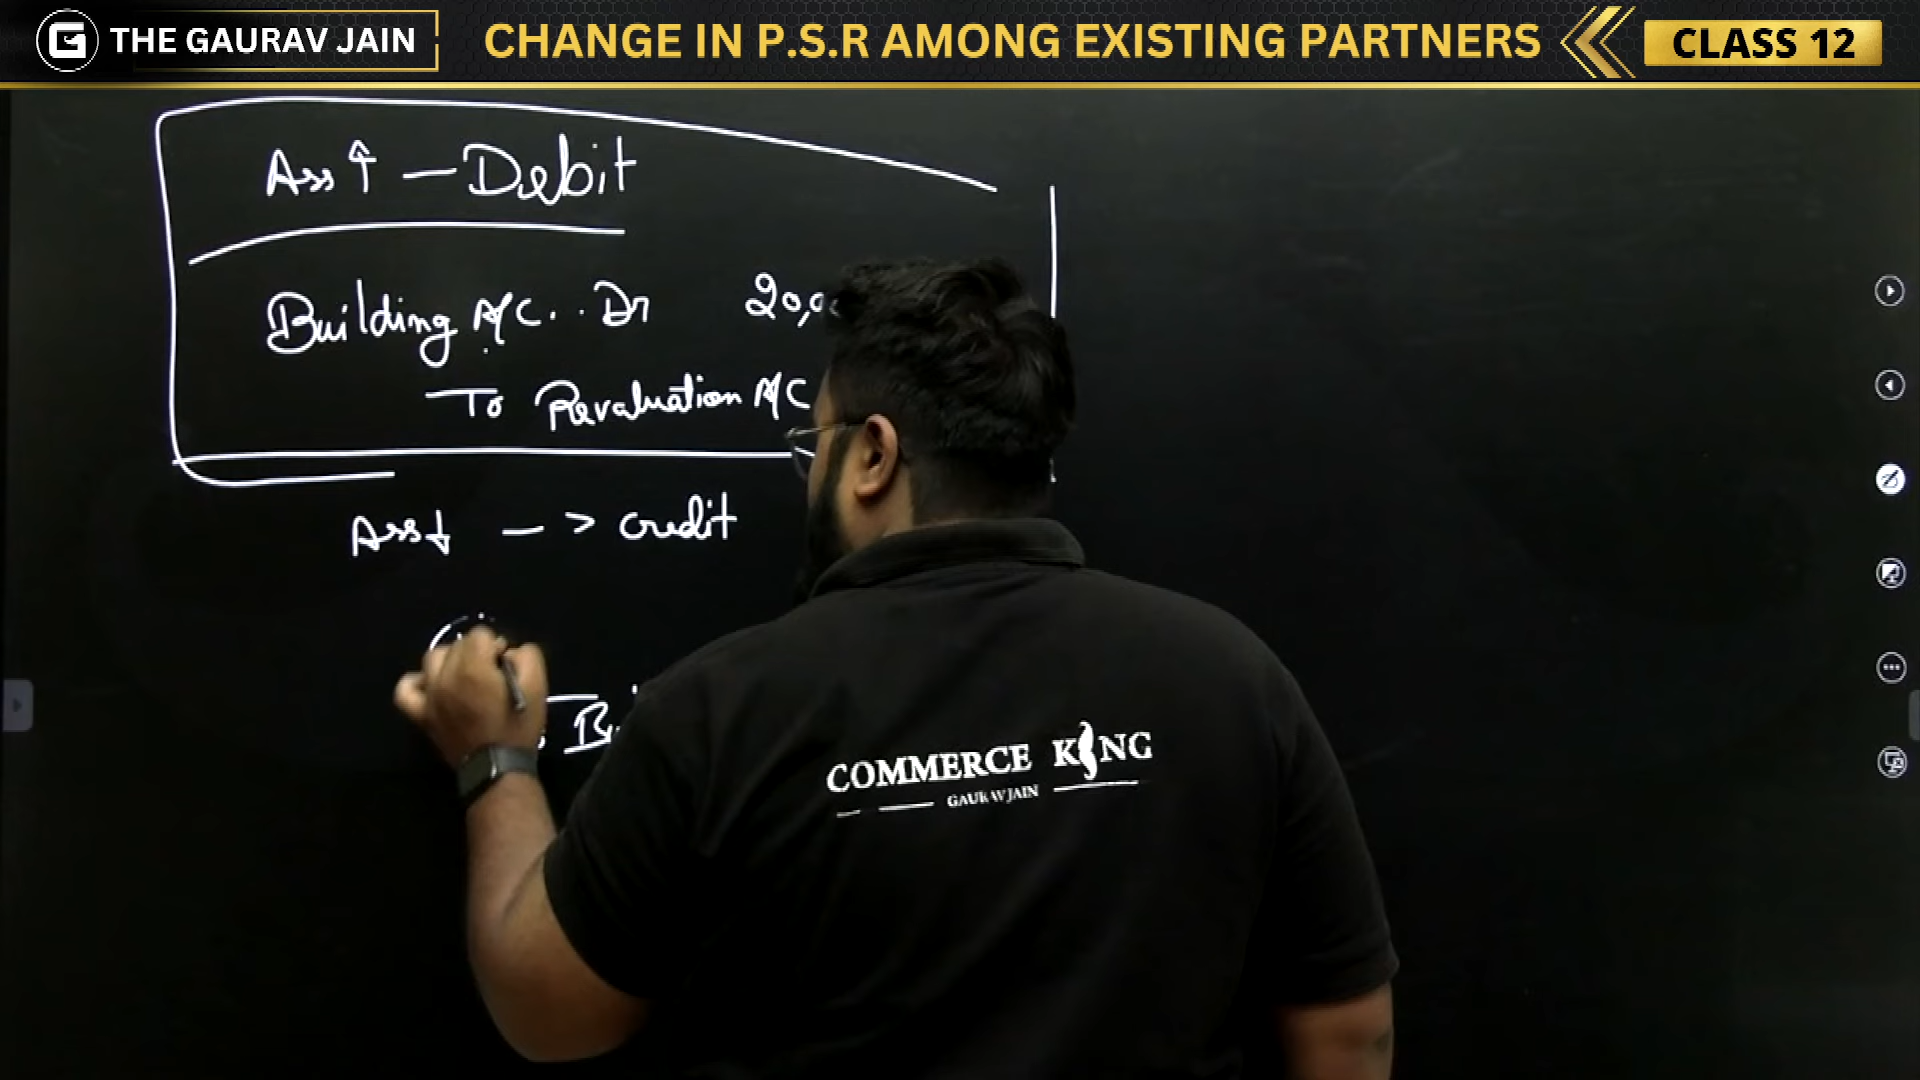 THE GAURAV JAIN
CHANGE IN P.S.R AMONG EXISTING PARTNERS
CLASS 12
Ass ↑ — Debit
Building A/C .. Dr
To Revaluation A/C
Ass ↓ — > credit
COMMERCE KING
GAURAV JAIN